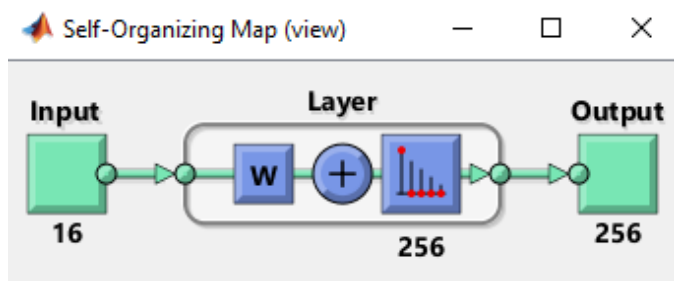 Self-Organizing Map (view)
Layer
Input
Output
W
+
16
256
256